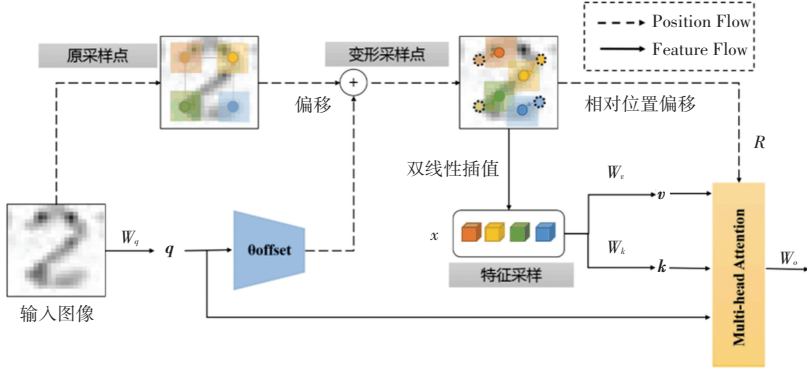 Position Flow
Feature Flow
原采样点
偏移
+
变形采样点
相对位置偏移
R
双线性插值
W_q
q
θoffset
x
特征采样
W_v
v
W_k
k
Multi-head Attention
W_o
输入图像